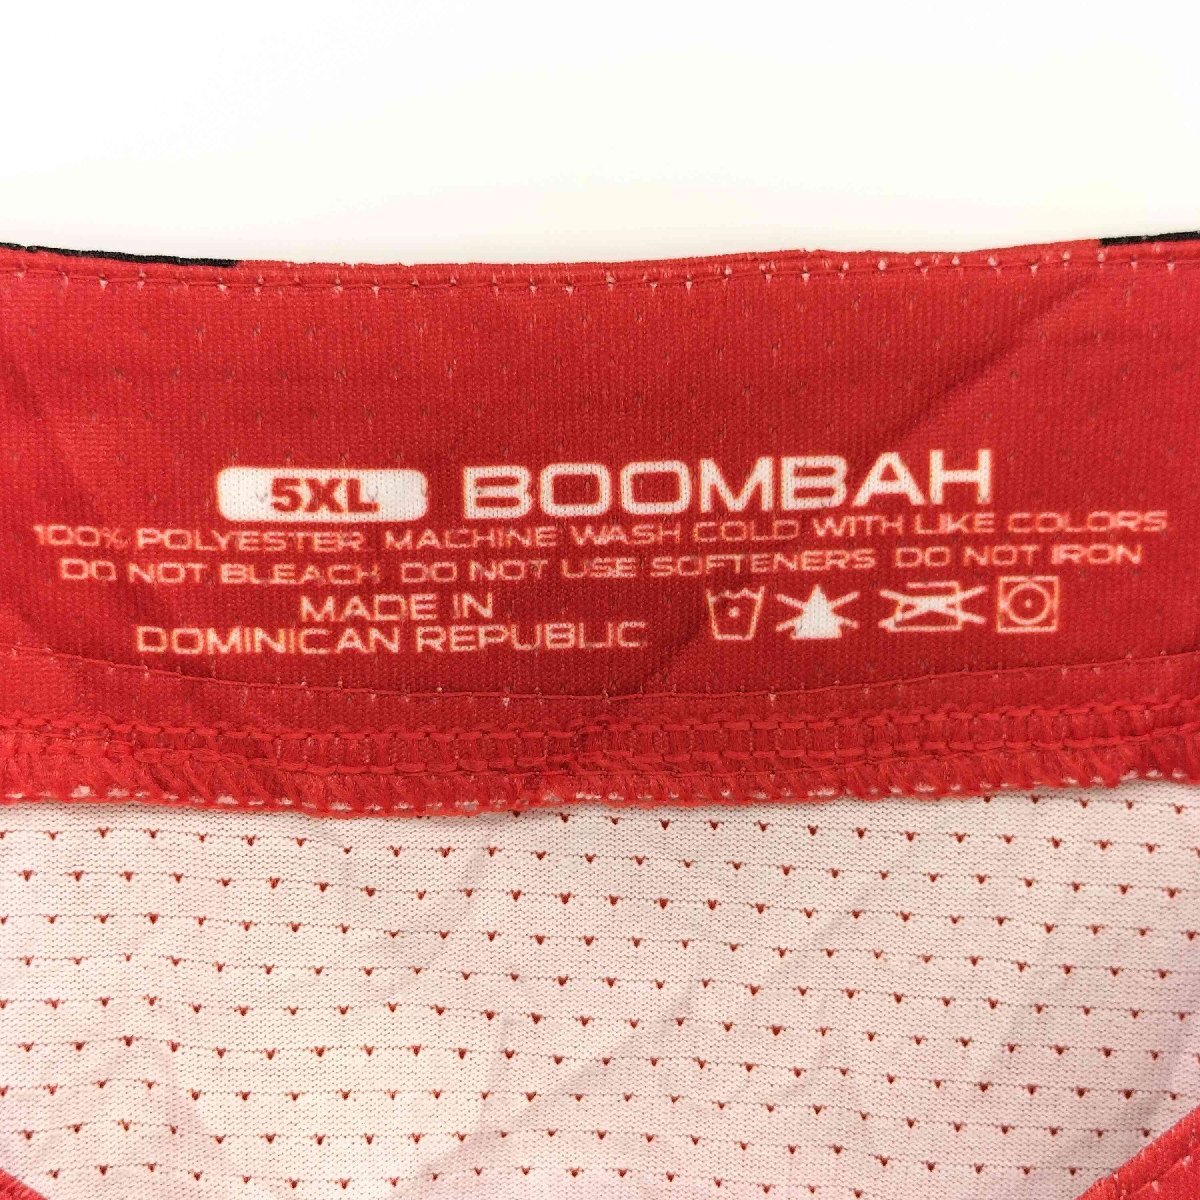 5XL BOOMBAH
100% POLYESTER MACHINE WASH COLD WITH LIKE COLORS
DO NOT BLEACH DO NOT USE SOFTENERS DO NOT IRON
MADE IN
DOMINICAN REPUBLIC